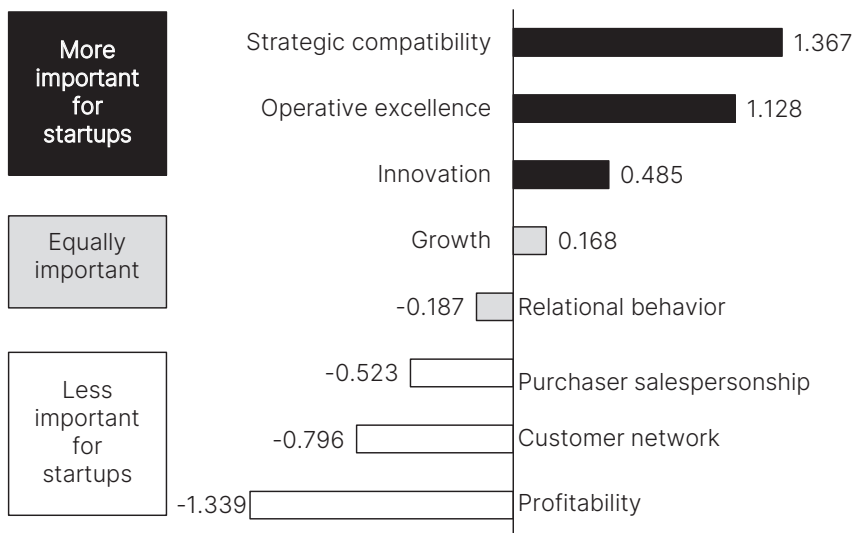 More
important
for
startups
Strategic compatibility
1.367
Operative excellence
1.128
Innovation
0.485
Equally
important
Growth
0.168
-0.187
Relational behavior
Less
important
for
startups
-0.523
Purchaser salespersonship
-0.796
Customer network
-1.339
Profitability